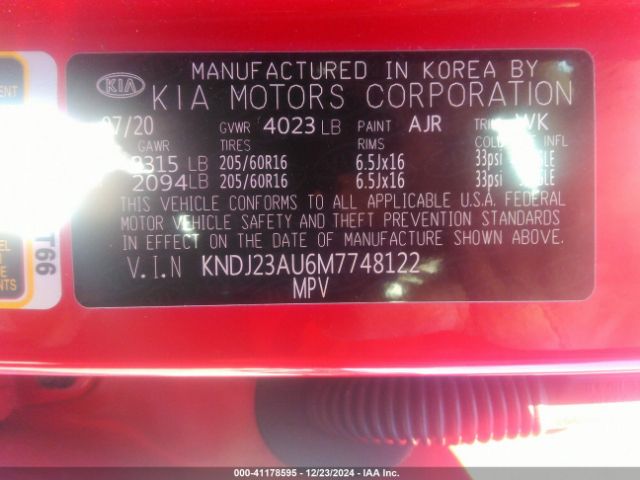 KIA
MANUFACTURED IN KOREA BY
KIA MOTORS CORPORATION
07/20 GVWR 4023 LB PAINT AJR WK
GAWR TIRES RIMS INFL
2315 LB 205/60R16 6.5Jx16 33psi
2094 LB 205/60R16 6.5Jx16 33psi
THIS VEHICLE CONFORMS TO ALL APPLICABLE U.S.A. FEDERAL
MOTOR VEHICLE SAFETY AND THEFT PREVENTION STANDARDS
IN EFFECT ON THE DATE OF MANUFACTURE SHOWN ABOVE.
V.I.N KNDJ23AU6M7748122
MPV
T66
000-41178595 - 12/23/2024 - IAA Inc.